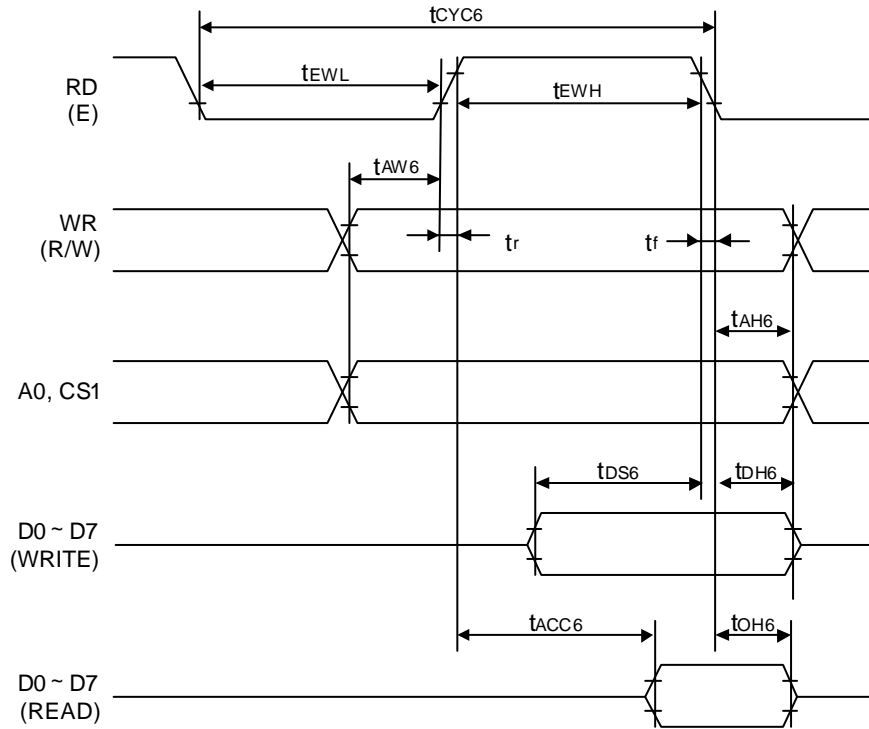 tCYC6
RD
(E)
tEWL
tEWH
tAW6
WR
(R/W)
tr
tf
tAH6
A0, CS1
tDS6
tDH6
D0 ~ D7
(WRITE)
tACC6
tOH6
D0 ~ D7
(READ)